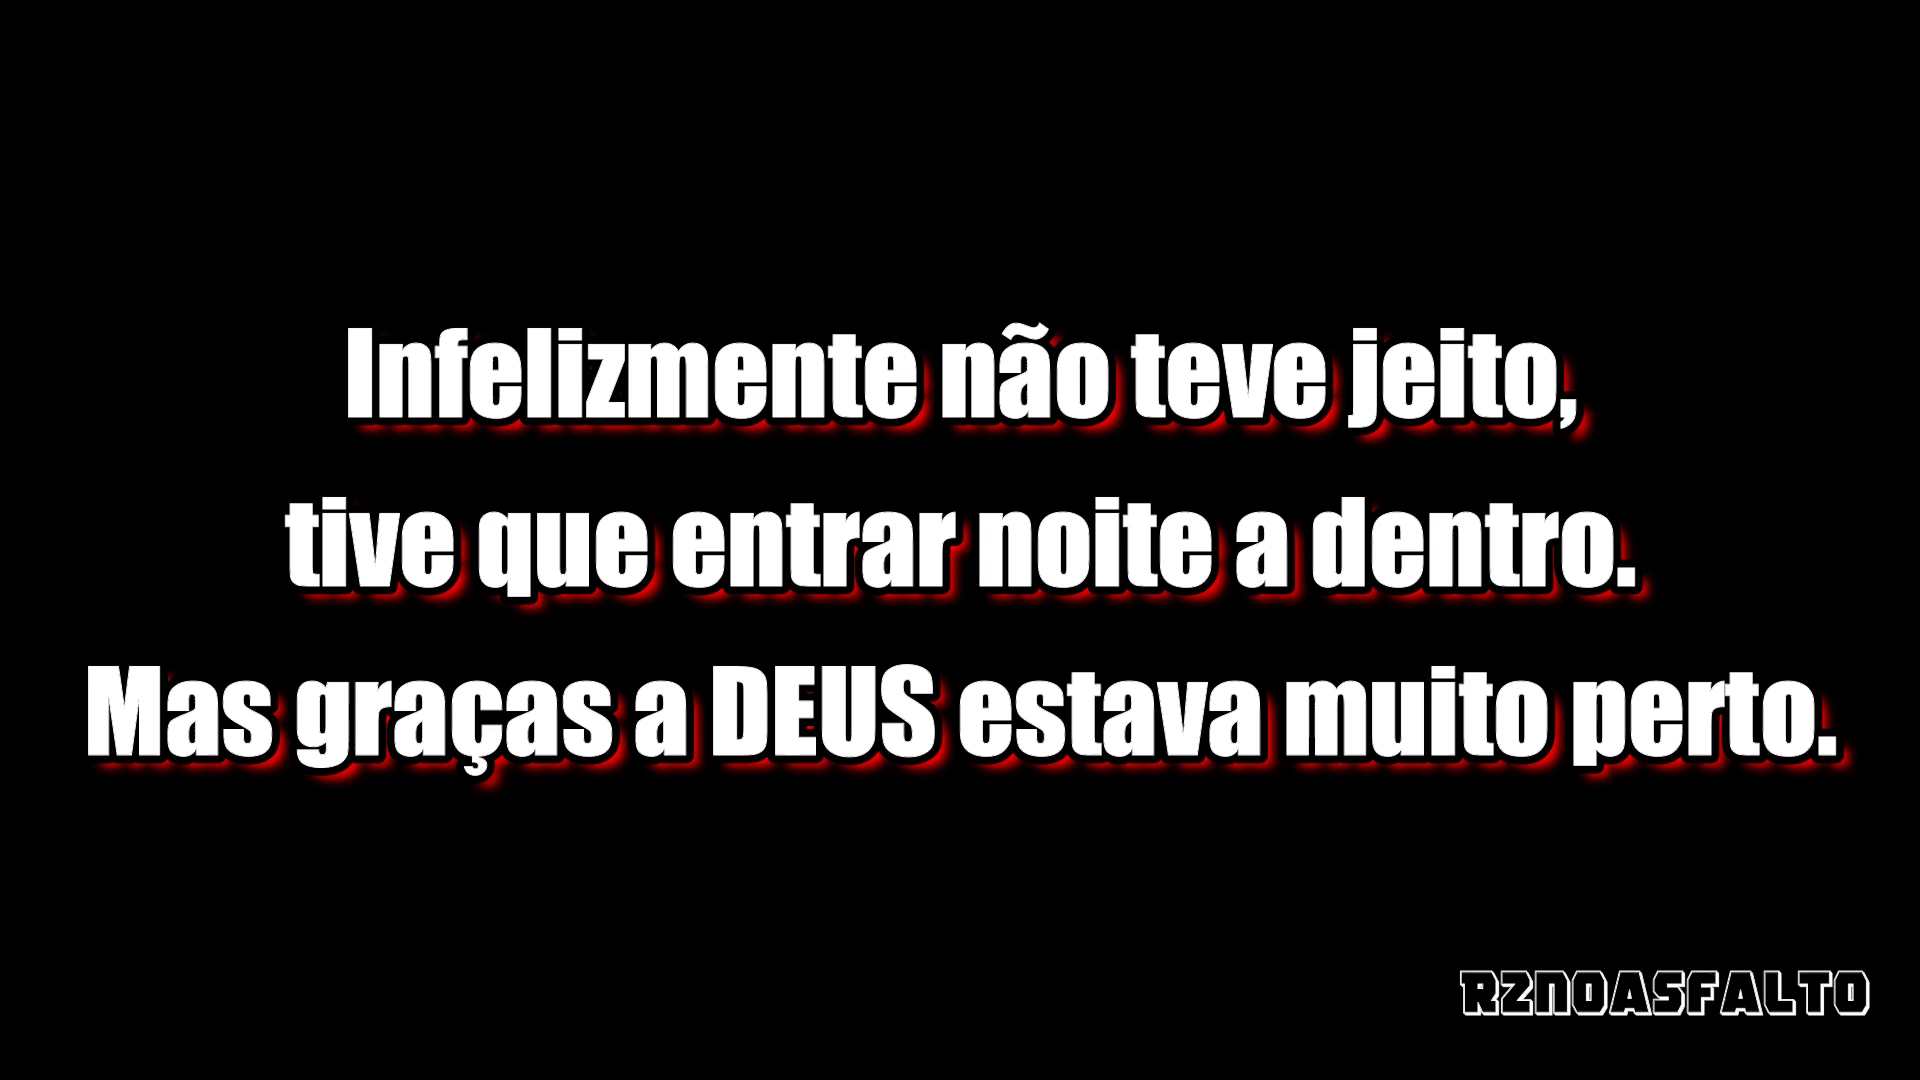 Infelizmente não teve jeito,
tive que entrar noite a dentro.
Mas graças a DEUS estava muito perto.
RZNOASFALTO